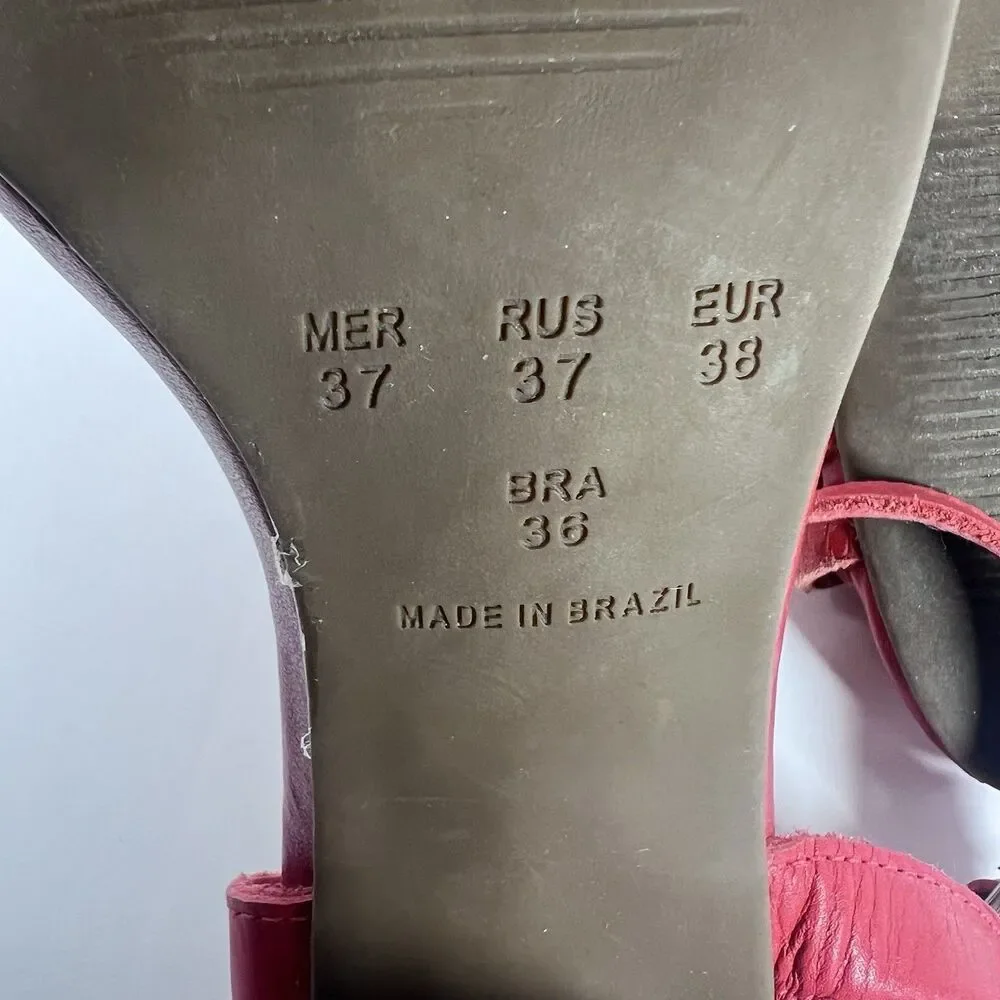 MER RUS EUR
37 37 38
BRA
36
MADE IN BRAZIL